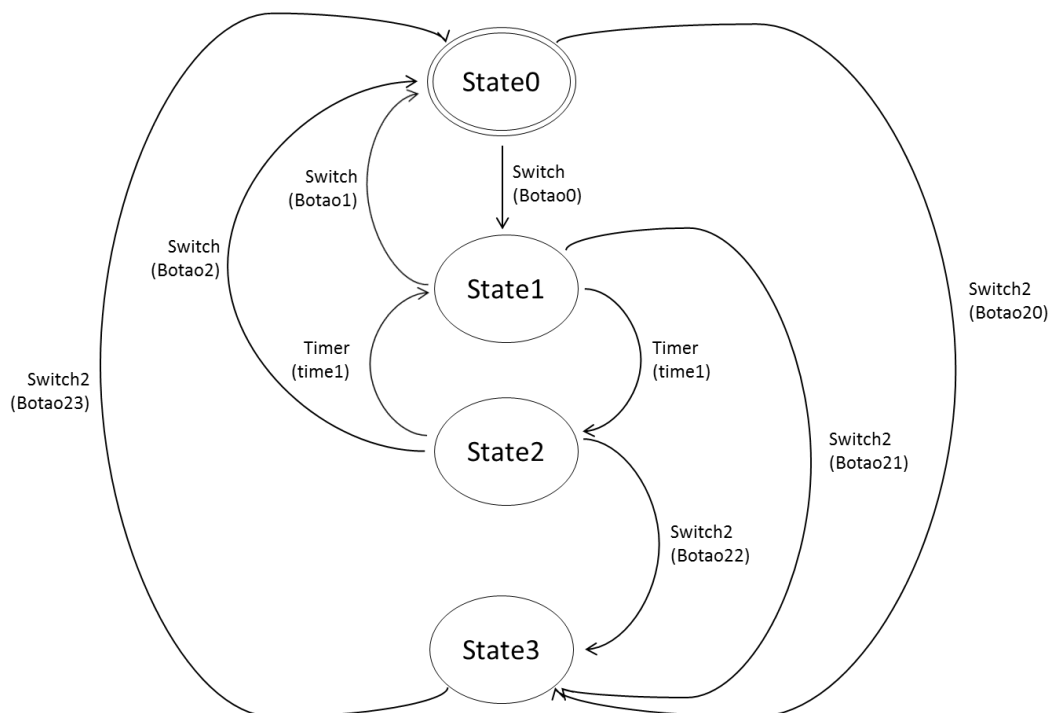 State0
Switch
(Botao0)
Switch
(Botao1)
Switch
(Botao2)
State1
Switch2
(Botao20)
Timer
(time1)
Timer
(time1)
Switch2
(Botao23)
State2
Switch2
(Botao21)
Switch2
(Botao22)
State3